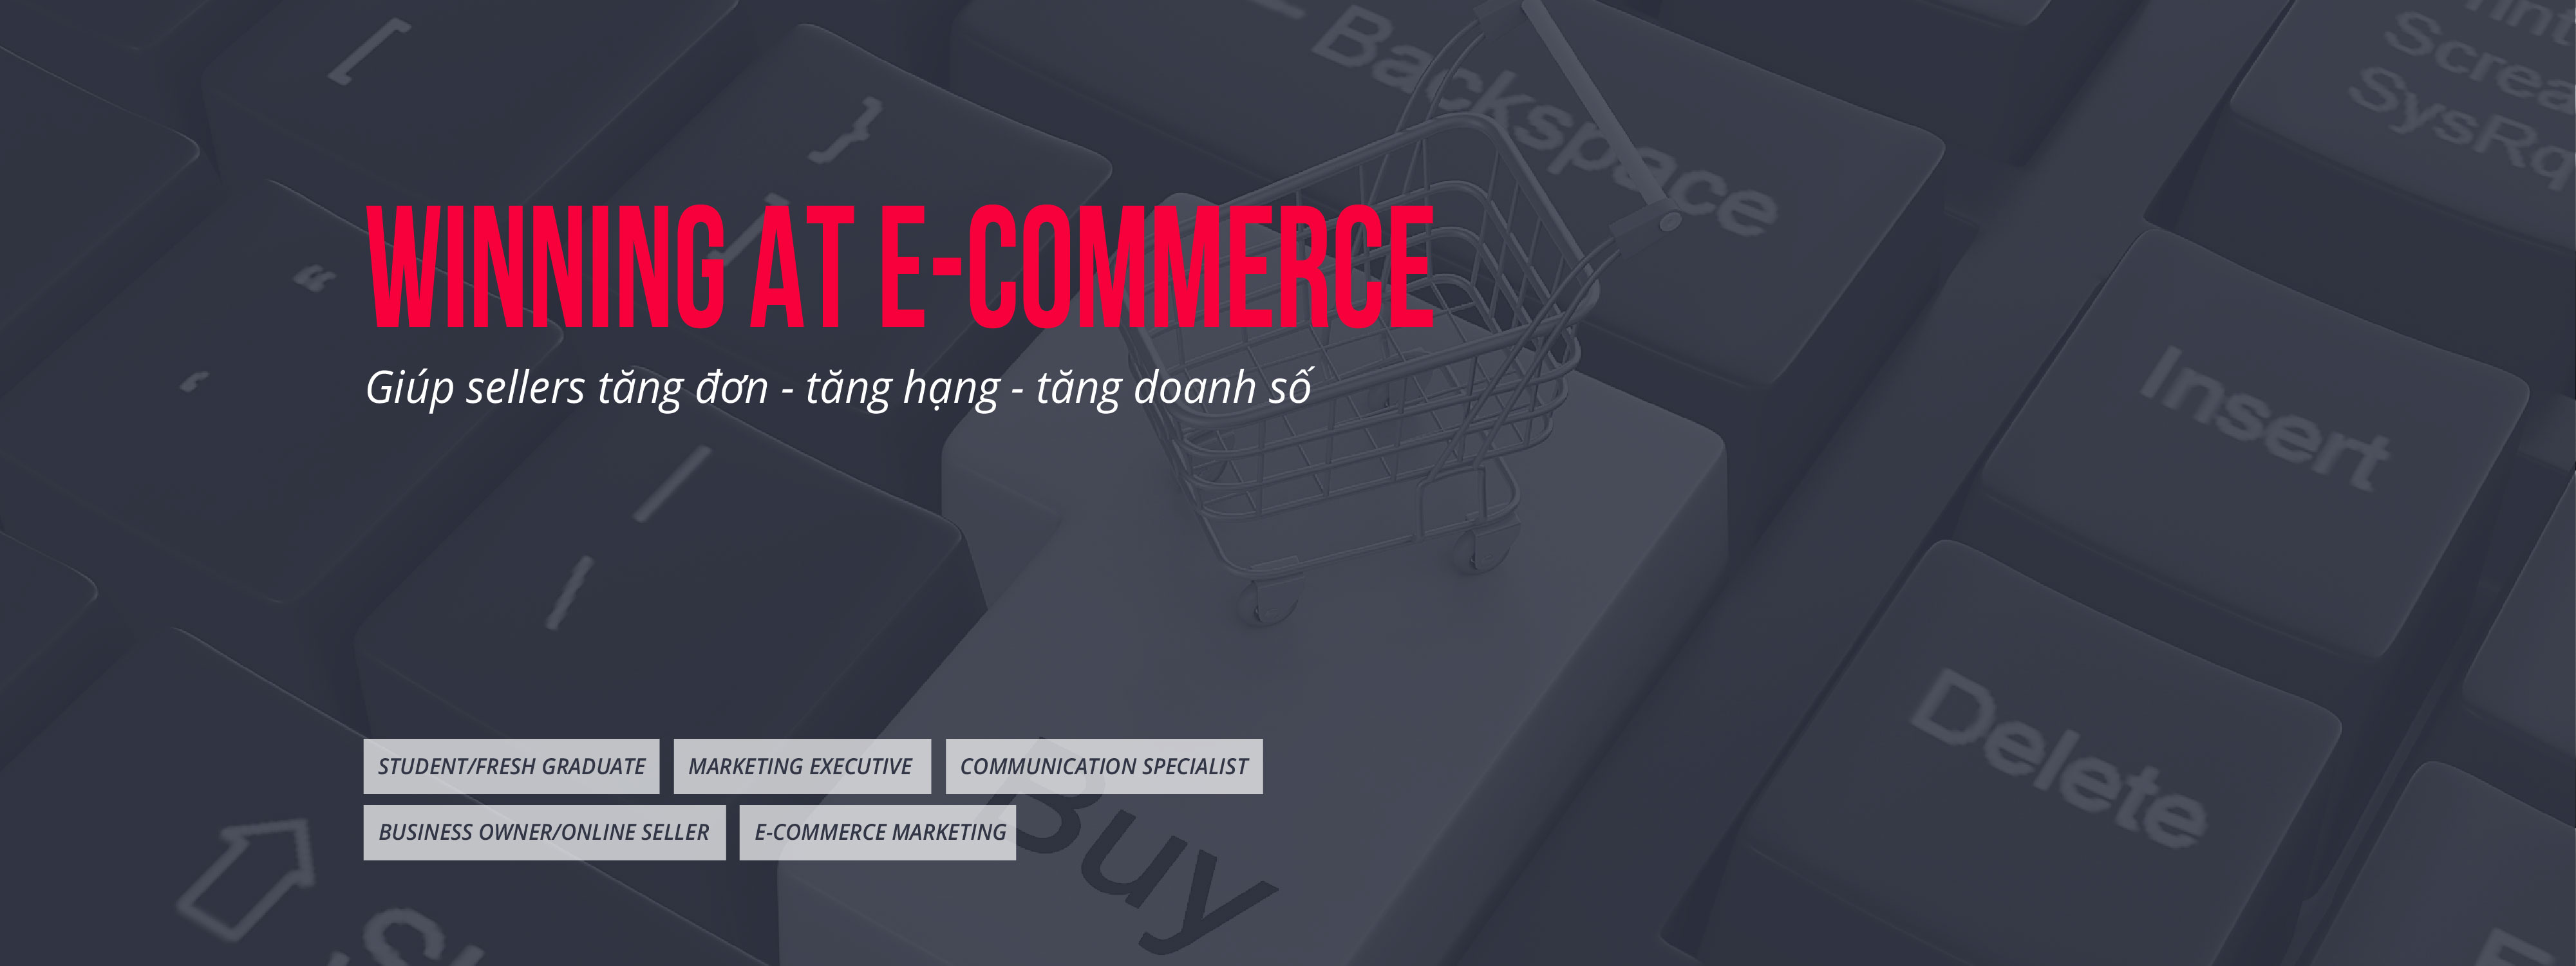 WINNING AT E-COMMERCE
Giúp sellers tăng đơn - tăng hạng - tăng doanh số
STUDENT/FRESH GRADUATE MARKETING EXECUTIVE COMMUNICATION SPECIALIST
BUSINESS OWNER/ONLINE SELLER E-COMMERCE MARKETING
Backspace
SysRq
Insert
Delete
Buy